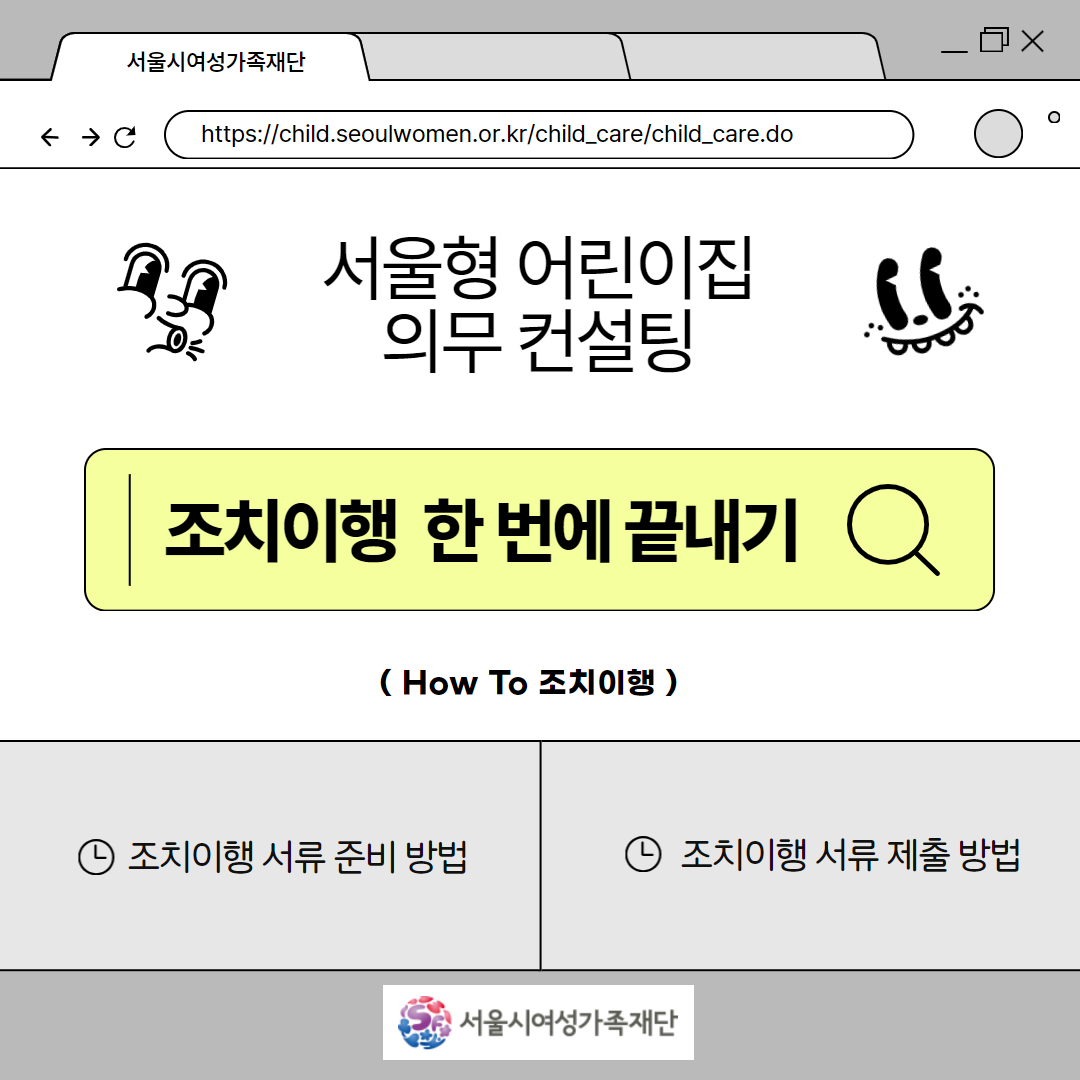 서울시여성가족재단
https://child.seoulwomen.or.kr/child_care/child_care.do
서울형 어린이집
의무 컨설팅
조치이행 한 번에 끝내기
( How To 조치이행 )
조치이행 서류 준비 방법
조치이행 서류 제출 방법
SF 서울시여성가족재단